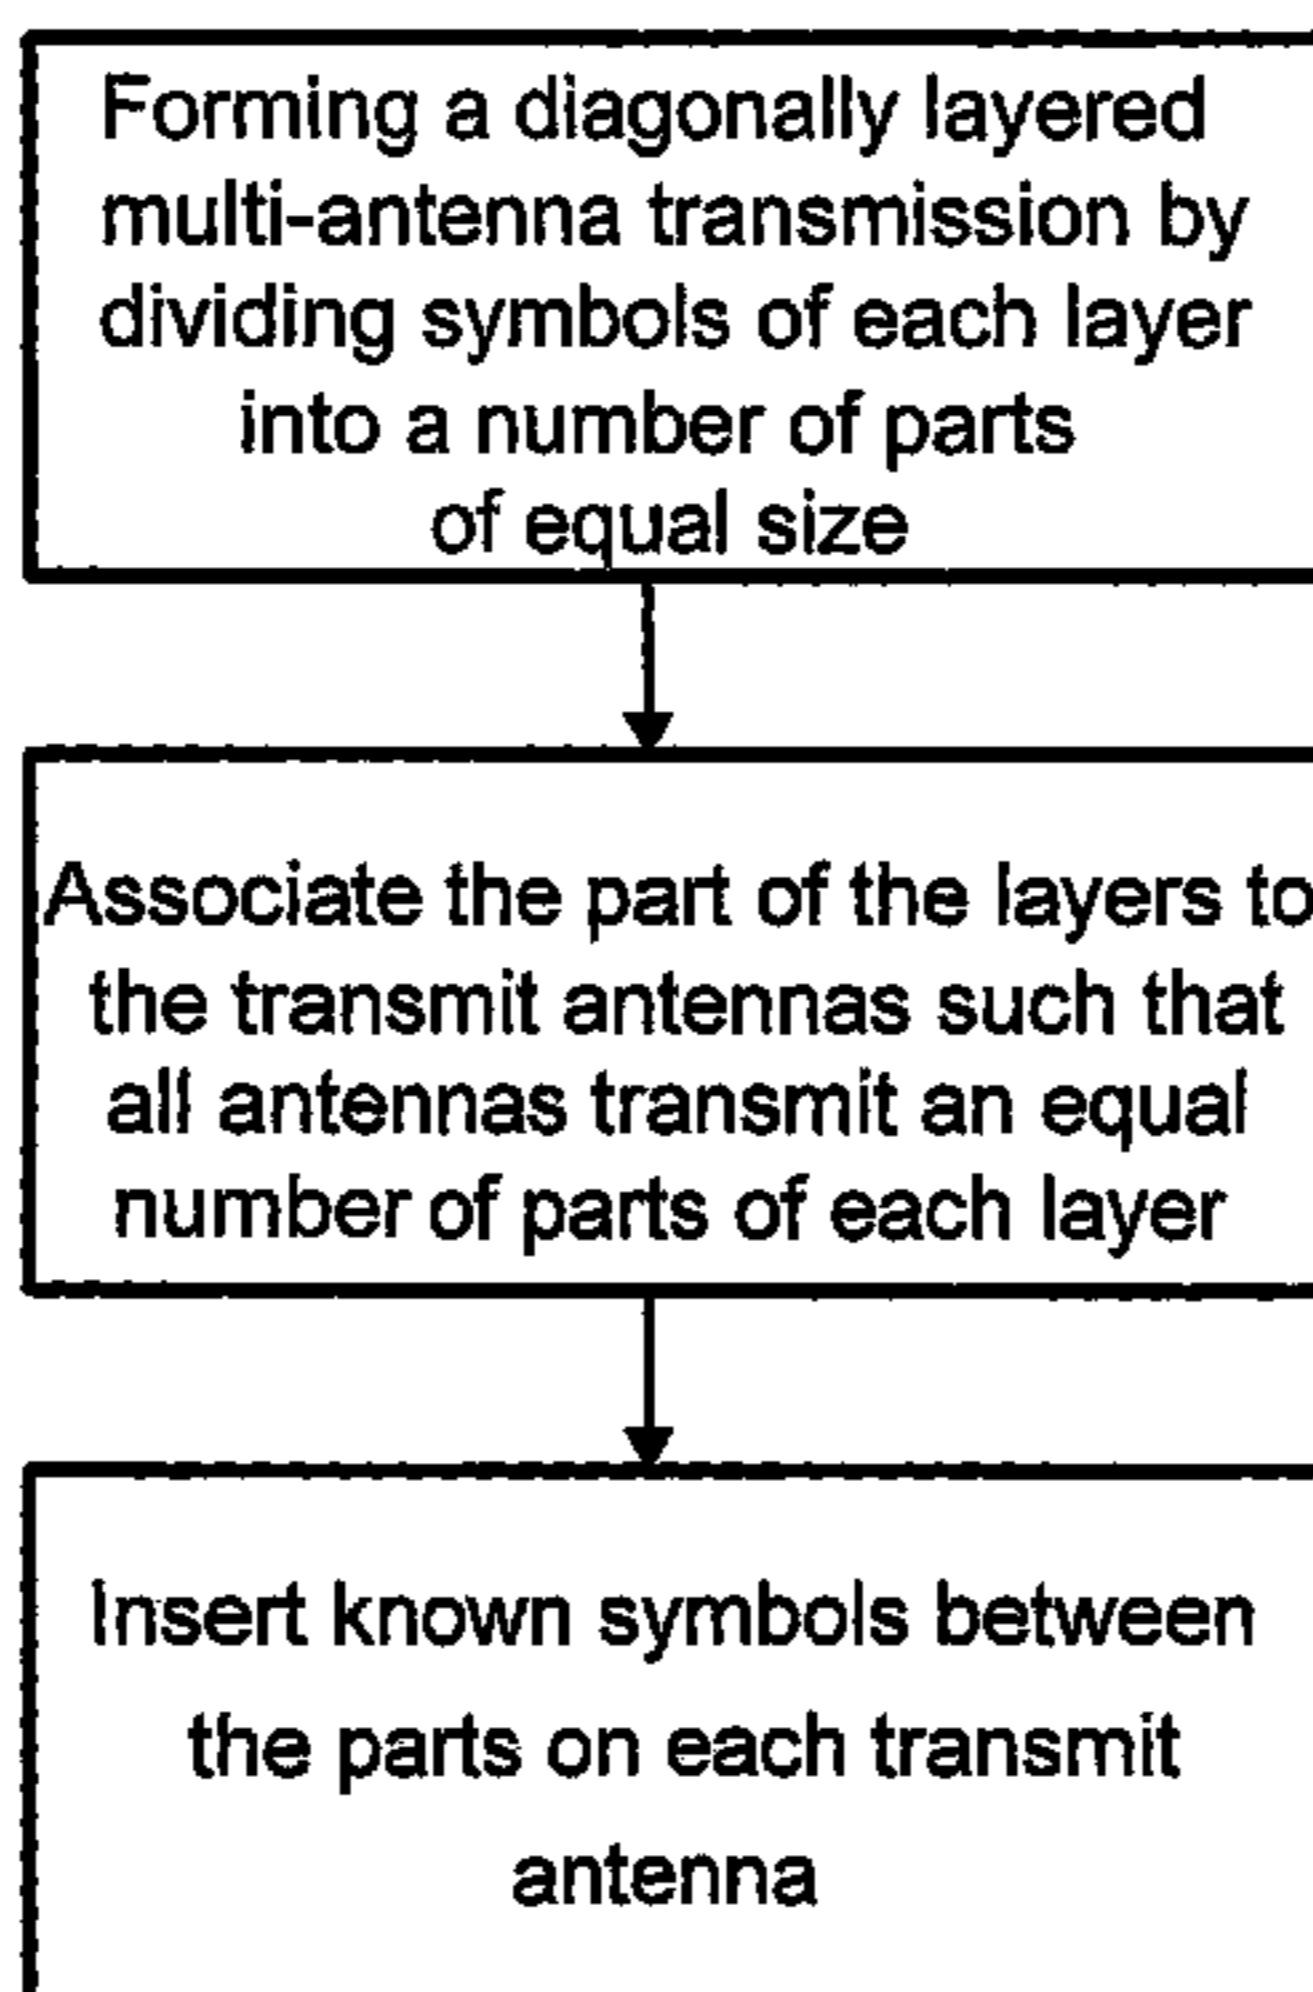 Forming a diagonally layered
multi-antenna transmission by
dividing symbols of each layer
into a number of parts
of equal size
Associate the part of the layers to
the transmit antennas such that
all antennas transmit an equal
number of parts of each layer
Insert known symbols between
the parts on each transmit
antenna